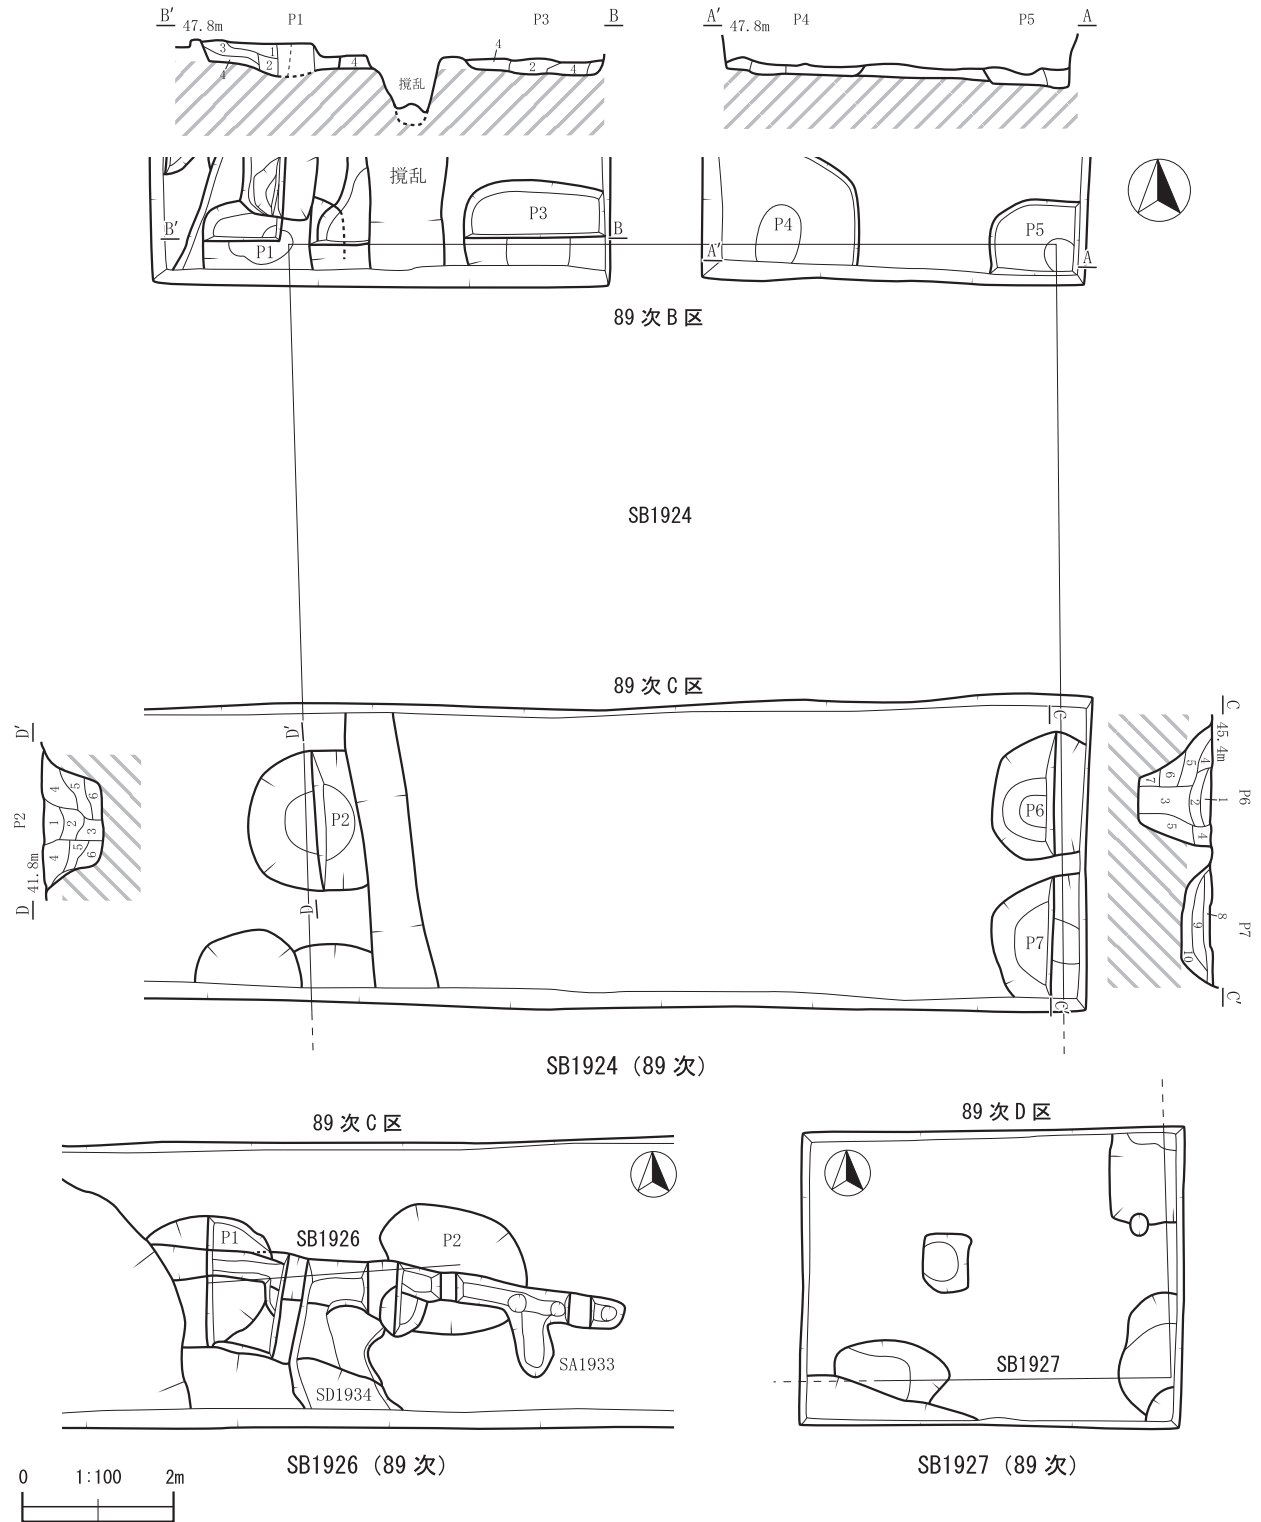 B′ 47.8m P1 P3 B
A′ 47.8m P4 P5 A
3 1 2 4 4 4 2 4
撹乱
撹乱
B′ P1 P3 B
A′ P4 P5 A
89 次 B 区
SB1924
89 次 C 区
D′ P2 D
C P6 P7 C′
D′ P2 41.8m D
4 5 6 1 2 3 4 5 6
C 45.4m P6 P7 C′
4 5 6 7 1 2 3 4 5 8 9 10
SB1924（89 次）
89 次 C 区
P1 SB1926 P2
SA1933
SD1934
SB1926（89 次）
89 次 D 区
SB1927
SB1927（89 次）
0 1:100 2m